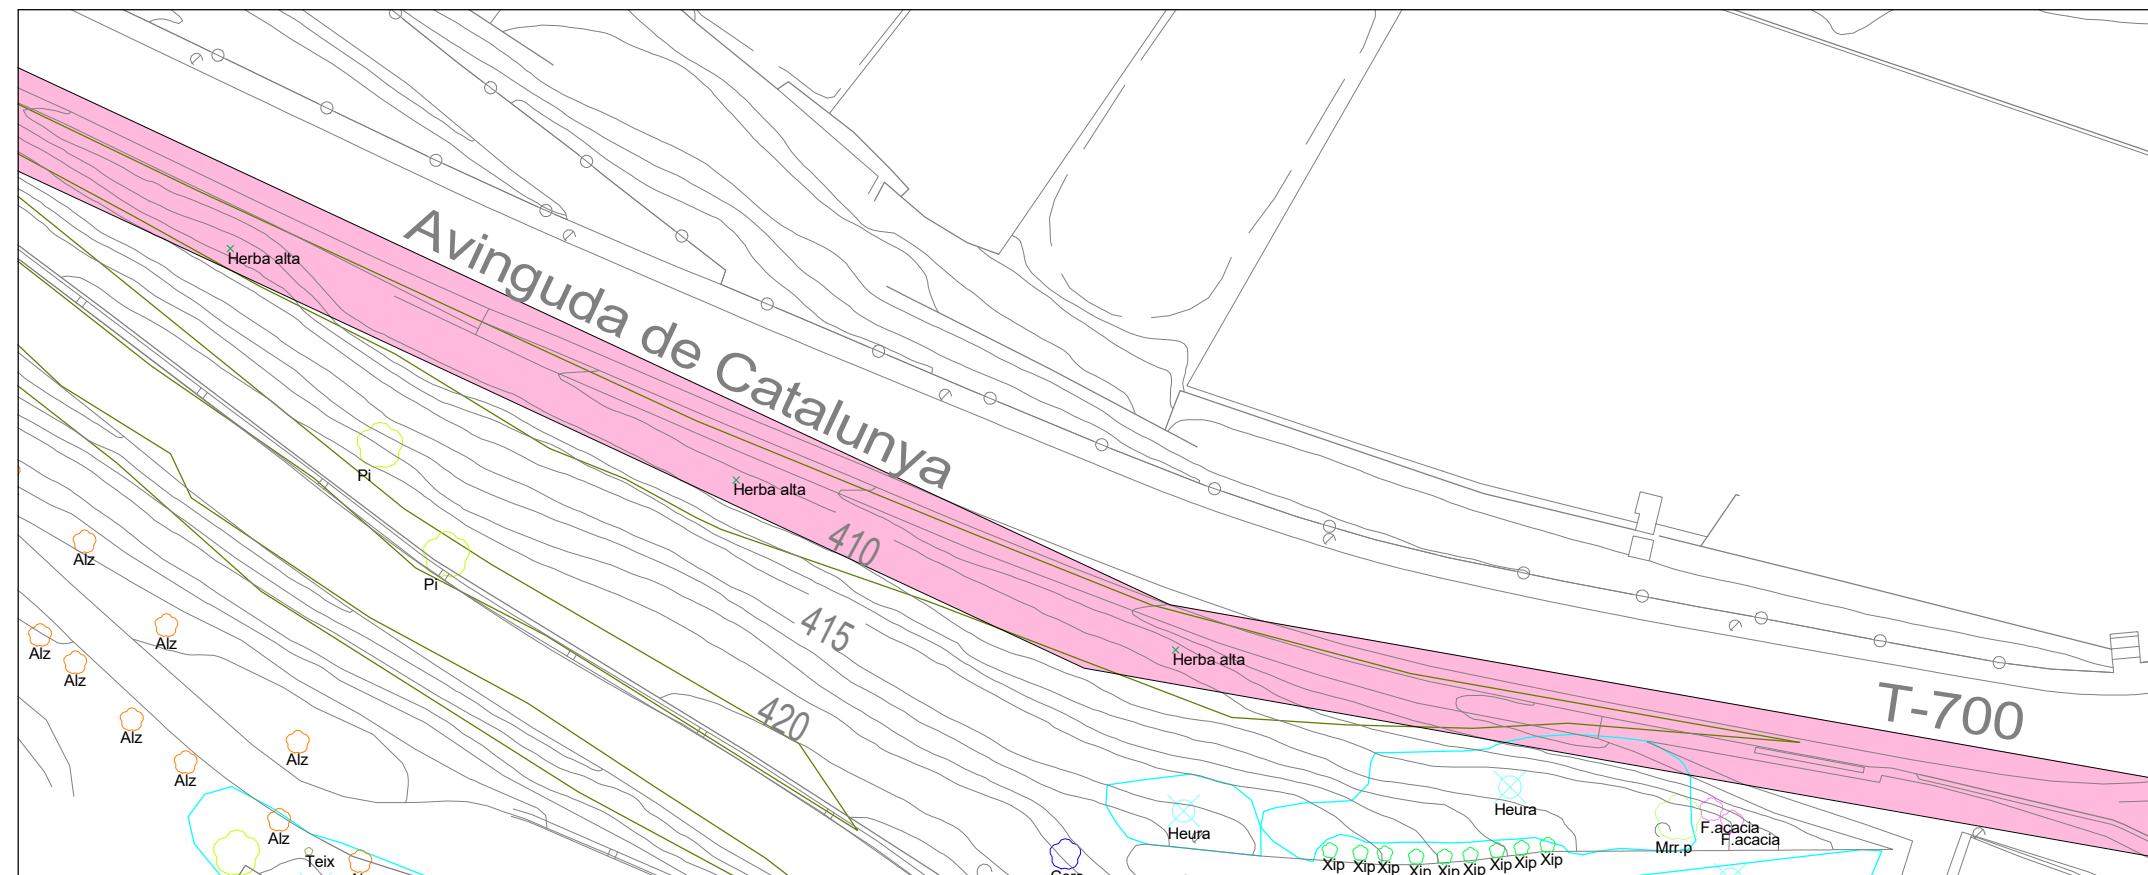 Avinguda de Catalunya
Herba alta
Herba alta
Herba alta
410
415
420
T-700
Pi
Pi
Alz
Alz
Alz
Alz
Alz
Alz
Alz
Alz
Teix
Heura
Heura
F.acacia
F.acacia
Mrr.p
Xip
Xip
Xip
Xip
Xip
Xip
Xip
Xip
Xip